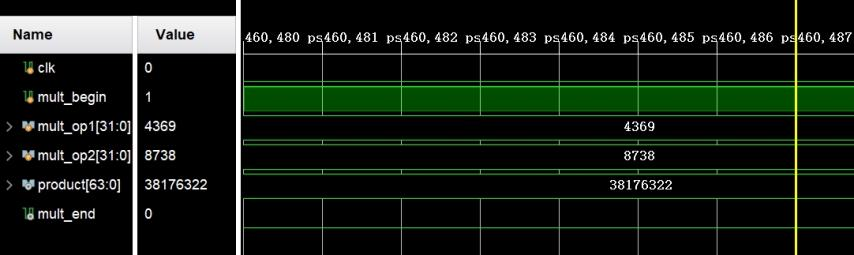 Name Value
460,480 ps 460,481 ps 460,482 ps 460,483 ps 460,484 ps 460,485 ps 460,486 ps 460,487
clk 0
mult_begin 1
mult_op1[31:0] 4369 4369
mult_op2[31:0] 8738 8738
product[63:0] 38176322 38176322
mult_end 0